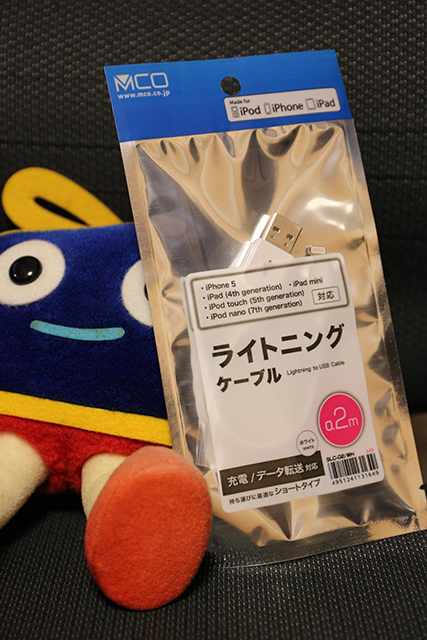 MCO
www.mco.co.jp
Made for
iPod iPhone iPad
・iPhone 5
・iPad (4th generation) ・iPad mini
・iPod touch (5th generation)
・iPod nano (7th generation)
対応
ライトニング
ケーブル Lightning to USB Cable
0.2m
ホワイト
WHITE
充電/データ転送対応
持ち運びに最適なショートタイプ
SLC-02/WH
4951241131649